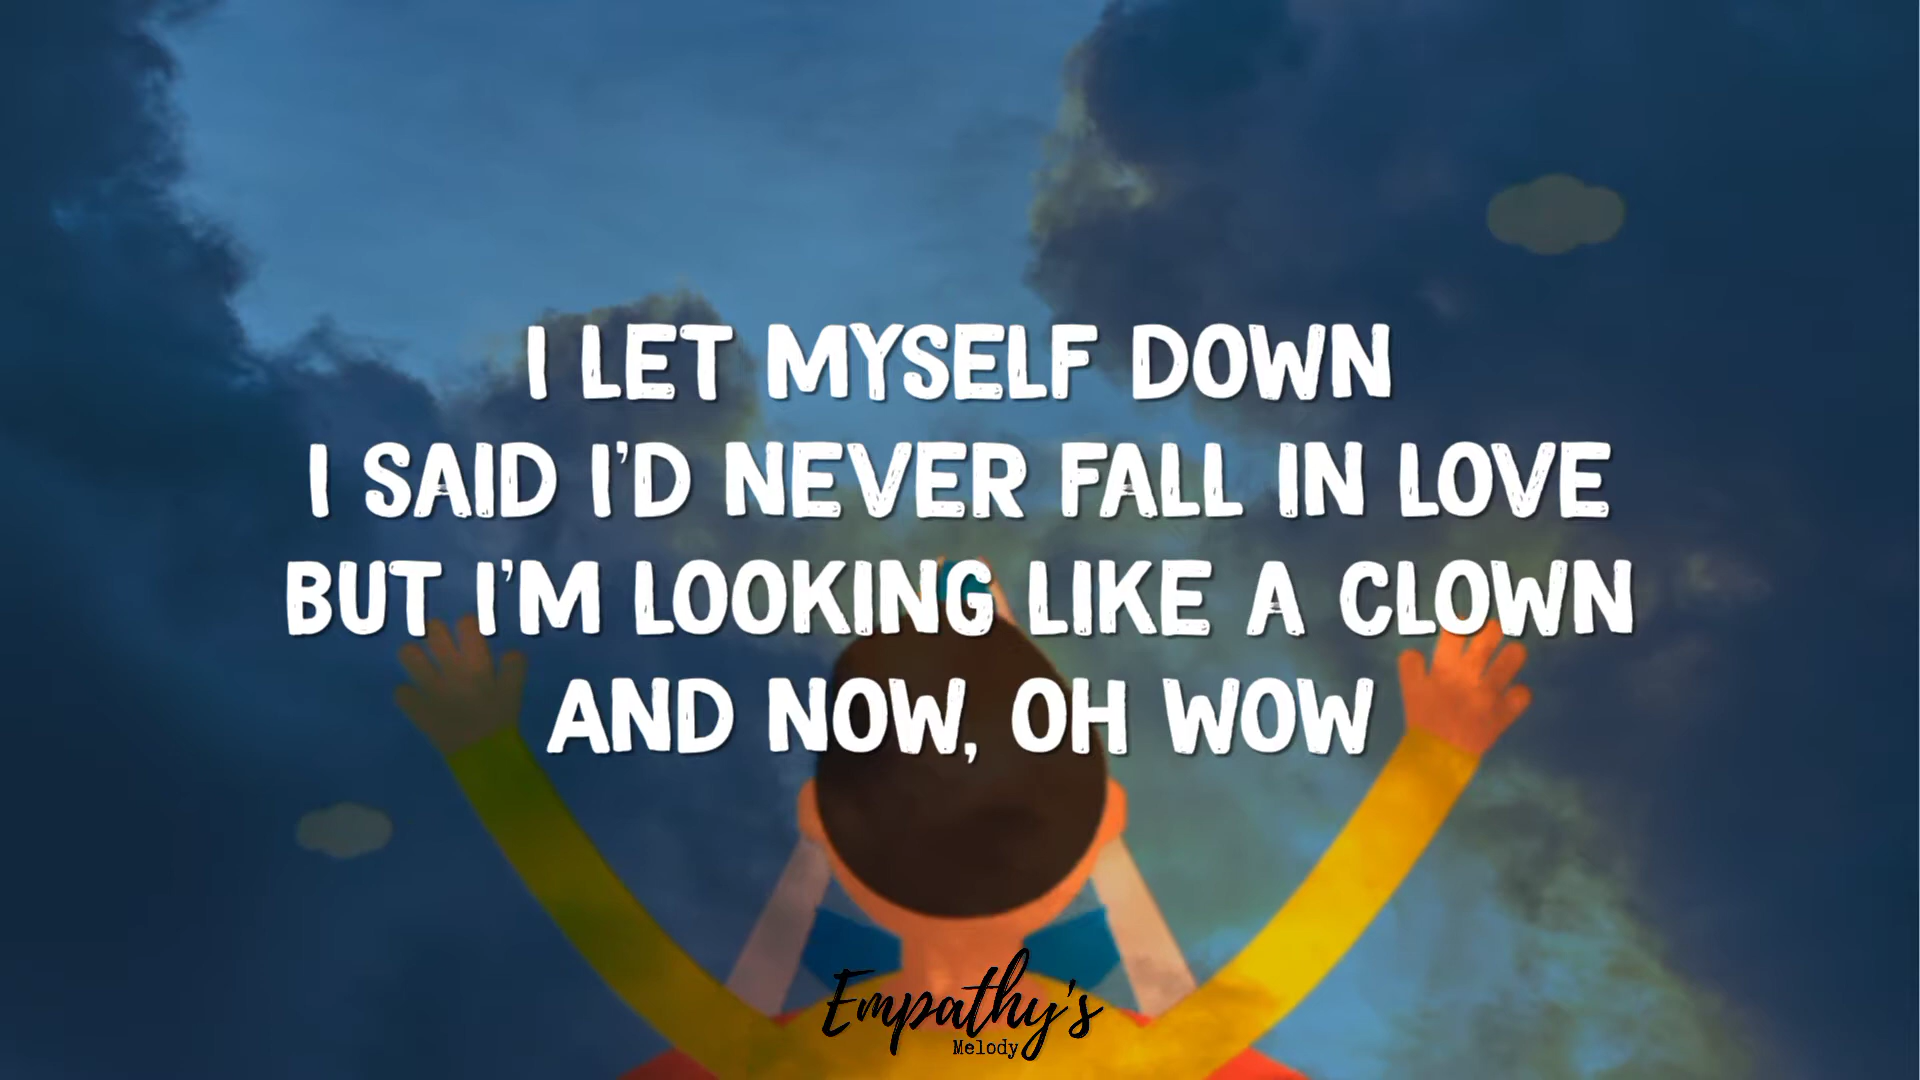 I LET MYSELF DOWN
I SAID I'D NEVER FALL IN LOVE
BUT I'M LOOKING LIKE A CLOWN
AND NOW, OH WOW
Empathy's
Melody